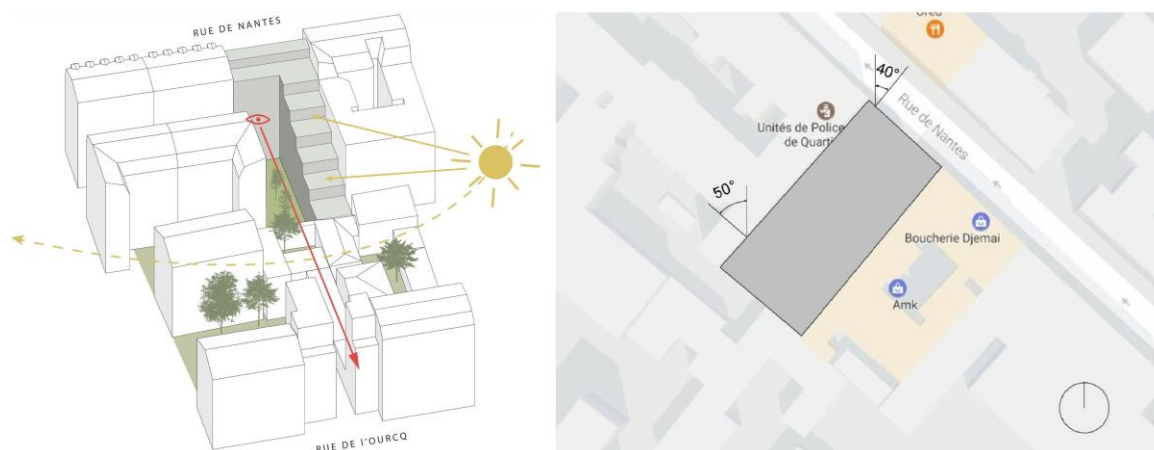 RUE DE NANTES
RUE DE l'OURCQ
40°
Rue de Nantes
Unités de Police
de Quart
50°
Boucherie Djemai
Amk